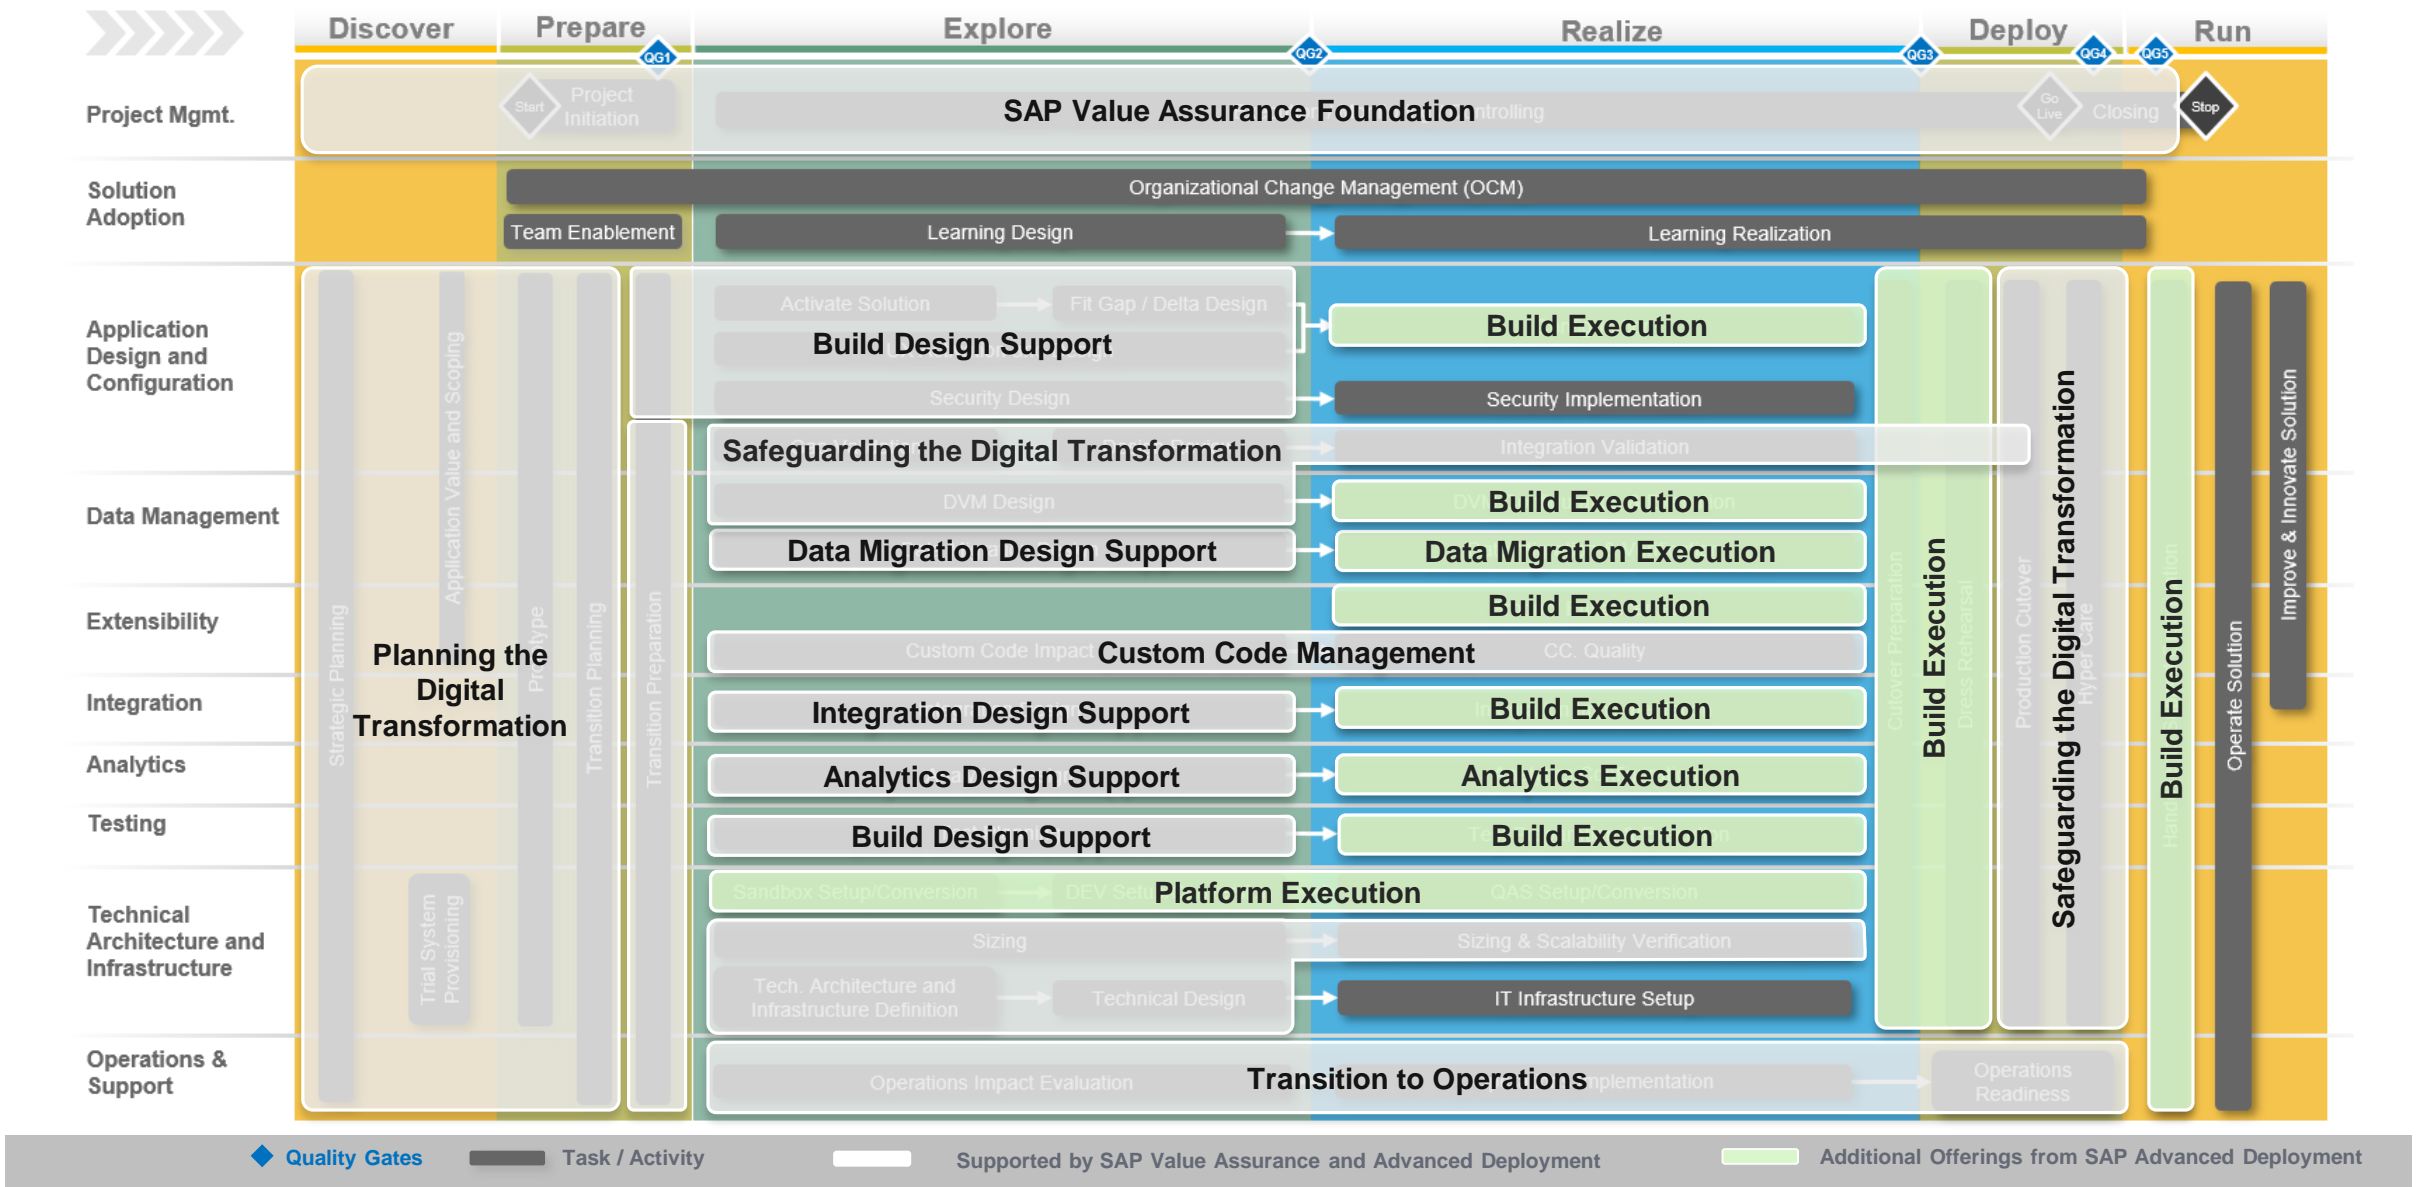 Discover
Prepare
Explore
Realize
Deploy
Run
QG1
QG2
QG3
QG4
QG5
Project Mgmt.
Start
Project
Initiation
SAP Value Assurance Foundation
Go
Live
Closing
Stop
Solution
Adoption
Organizational Change Management (OCM)
Team Enablement
Learning Design
Learning Realization
Application
Design and
Configuration
Activate Solution
Fit Gap / Delta Design
Build Design Support
Build Execution
Security Design
Security Implementation
Safeguarding the Digital Transformation
Integration Validation
Data Management
DVM Design
Build Execution
Data Migration Design Support
Data Migration Execution
Extensibility
Build Execution
Custom Code Impact
Custom Code Management
CC. Quality
Integration
Integration Design Support
Build Execution
Analytics
Analytics Design Support
Analytics Execution
Testing
Build Design Support
Build Execution
Technical
Architecture and
Infrastructure
Sandbox Setup/Conversion
Platform Execution
QAS Setup/Conversion
Sizing
Sizing & Scalability Verification
Tech. Architecture and
Infrastructure Definition
Technical Design
IT Infrastructure Setup
Operations &
Support
Operations Impact Evaluation
Transition to Operations
Operations
Readiness
Planning the
Digital
Transformation
Strategic Planning
Application Value and Scoping
Trial System
Provisioning
Transition Planning
Transition Preparation
Cutover Preparation
Build Execution
Dress Rehearsal
Production Cutover
Safeguarding the Digital Transformation
Hyper Care
Build Execution
Operate Solution
Improve & Innovate Solution
Quality Gates
Task / Activity
Supported by SAP Value Assurance and Advanced Deployment
Additional Offerings from SAP Advanced Deployment